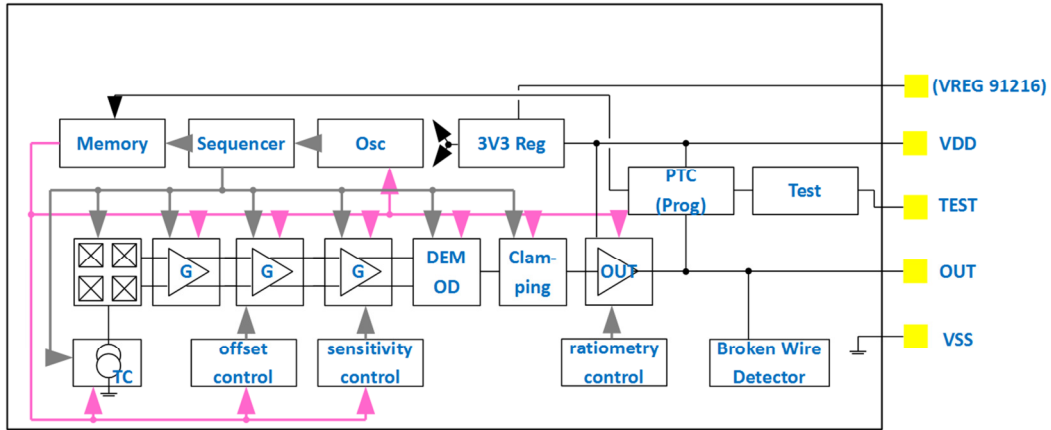 (VREG 91216)
Memory
Sequencer
Osc
3V3 Reg
VDD
PTC
(Prog)
Test
TEST
G
G
G
DEM
OD
Clam-
ping
OUT
OUT
VSS
TC
offset
control
sensitivity
control
ratiometry
control
Broken Wire
Detector